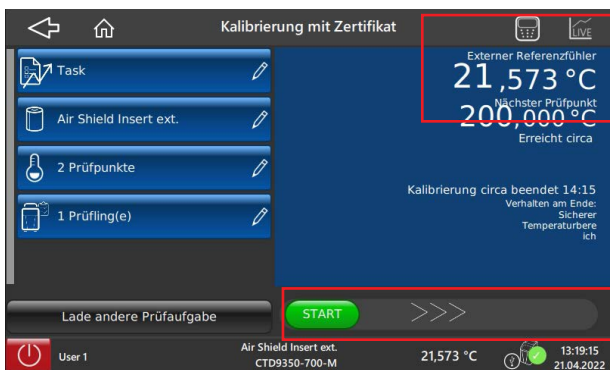 Kalibrierung mit Zertifikat
LIVE
Task
Air Shield Insert ext.
2 Prüfpunkte
1 Prüfling(e)
Externer Referenzfühler
21,573 °C
Nächster Prüfpunkt
200,000 °C
Erreicht circa
Kalibrierung circa beendet 14:15
Verhalten am Ende:
Sicherer
Temperaturbere
ich
Lade andere Prüfaufgabe
START
User 1
Air Shield Insert ext.
CTD9350-700-M
21,573 °C
13:19:15
21.04.2022